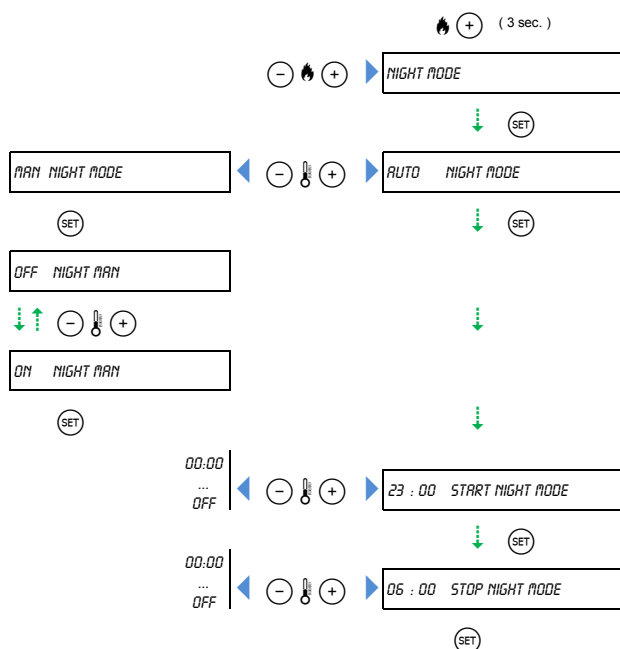 ( 3 sec. )
NIGHT MODE
SET
MAN NIGHT MODE
AUTO NIGHT MODE
SET
SET
OFF NIGHT MAN
ON NIGHT MAN
SET
00:00
...
OFF
23 : 00 START NIGHT MODE
SET
00:00
...
OFF
06 : 00 STOP NIGHT MODE
SET